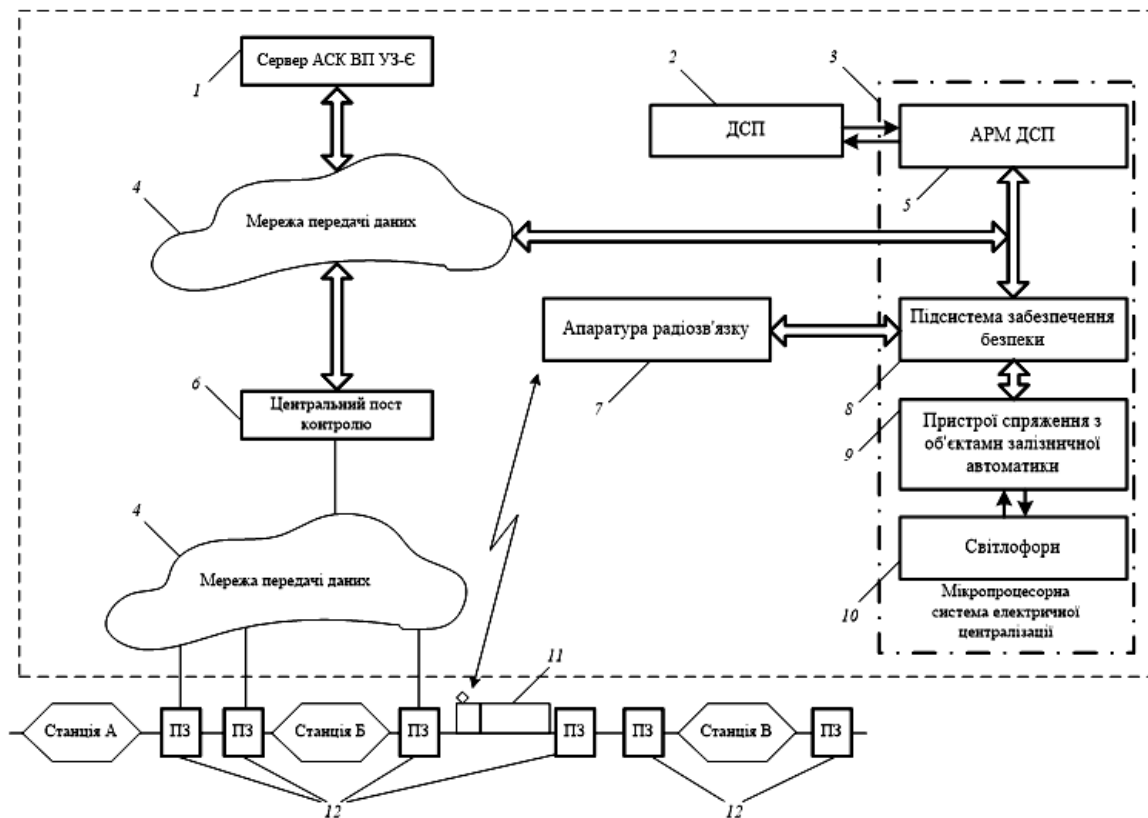 Сервер АСК ВП УЗ-Є
1
2
3
ДСП
АРМ ДСП
4
Мережа передачі даних
5
Апаратура радіозв'язку
Підсистема забезпечення
безпеки
6
Центральний пост
контролю
7
8
Пристрої спряження з
об'єктами залізничної
автоматики
9
4
Мережа передачі даних
Світлофори
10
Мікропроцесорна
система електричної
централізації
11
Станція А
ПЗ
ПЗ
Станція Б
ПЗ
ПЗ
ПЗ
Станція В
ПЗ
12
12